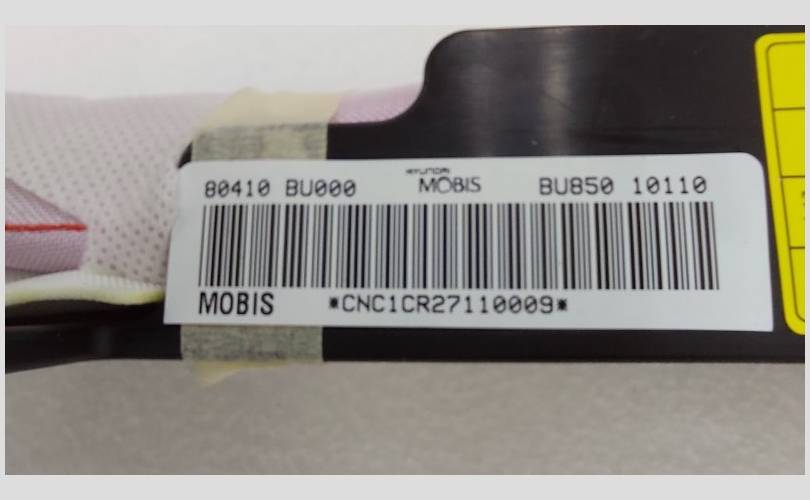 80410 BU000 HYUNDAI MOBIS BU850 10110
MOBIS *CNC1CR27110009*